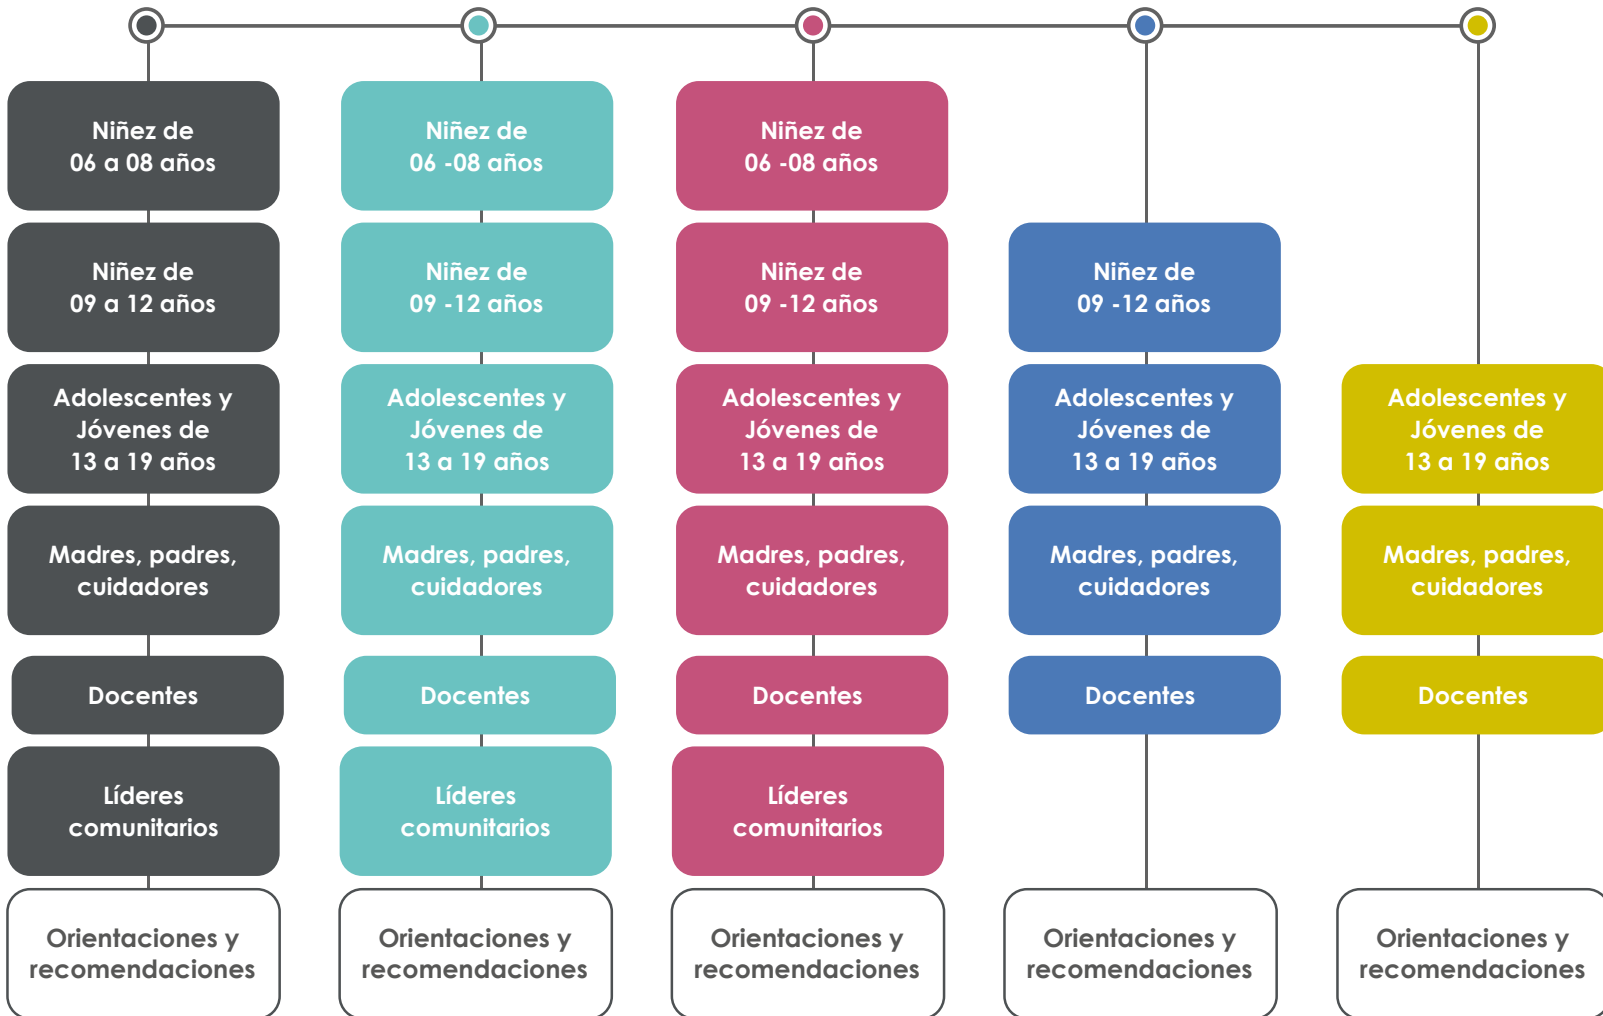 Niñez de
06 a 08 años
Niñez de
09 a 12 años
Adolescentes y
Jóvenes de
13 a 19 años
Madres, padres,
cuidadores
Docentes
Líderes
comunitarios
Orientaciones y
recomendaciones
Niñez de
06 -08 años
Niñez de
09 -12 años
Adolescentes y
Jóvenes de
13 a 19 años
Madres, padres,
cuidadores
Docentes
Líderes
comunitarios
Orientaciones y
recomendaciones
Niñez de
06 -08 años
Niñez de
09 -12 años
Adolescentes y
Jóvenes de
13 a 19 años
Madres, padres,
cuidadores
Docentes
Líderes
comunitarios
Orientaciones y
recomendaciones
Niñez de
09 -12 años
Adolescentes y
Jóvenes de
13 a 19 años
Madres, padres,
cuidadores
Docentes
Orientaciones y
recomendaciones
Adolescentes y
Jóvenes de
13 a 19 años
Madres, padres,
cuidadores
Docentes
Orientaciones y
recomendaciones